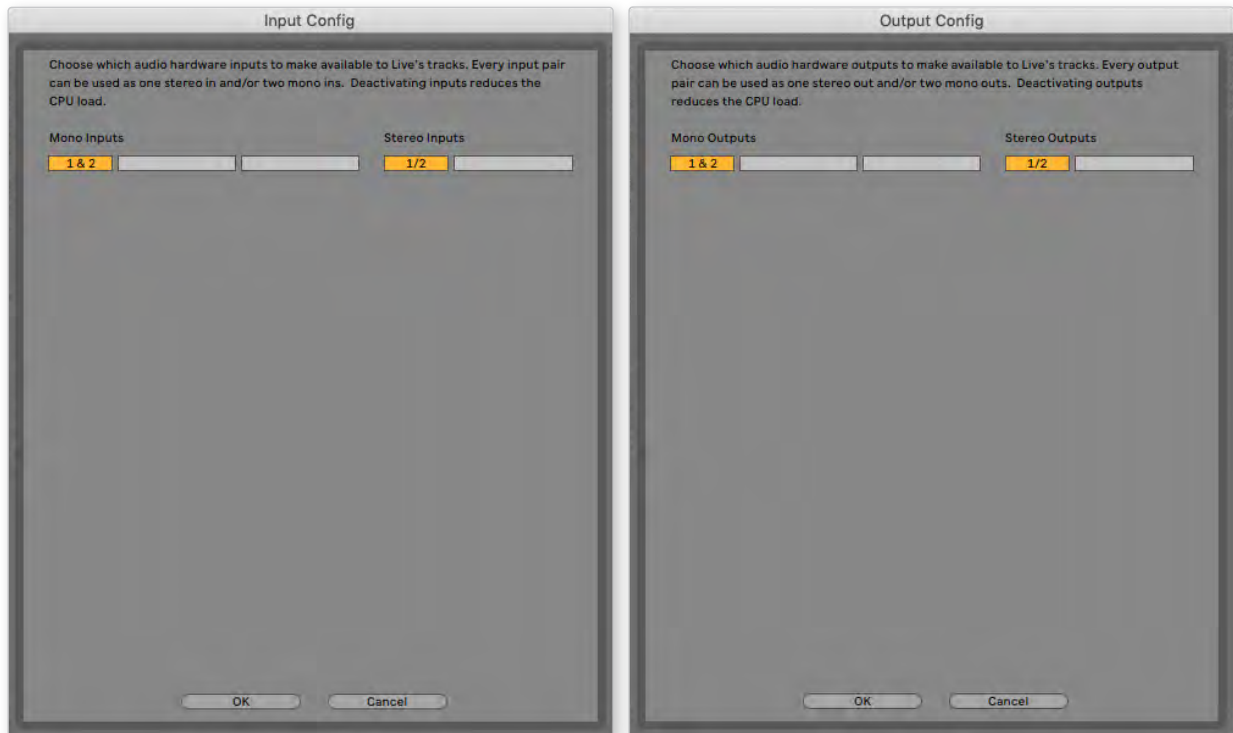 Input Config
Choose which audio hardware inputs to make available to Live's tracks. Every input pair
can be used as one stereo in and/or two mono ins.  Deactivating inputs reduces the
CPU load.
Mono Inputs
Stereo Inputs
1 & 2
1/2
OK
Cancel
Output Config
Choose which audio hardware outputs to make available to Live's tracks. Every output
pair can be used as one stereo out and/or two mono outs.  Deactivating outputs
reduces the CPU load.
Mono Outputs
Stereo Outputs
1 & 2
1/2
OK
Cancel